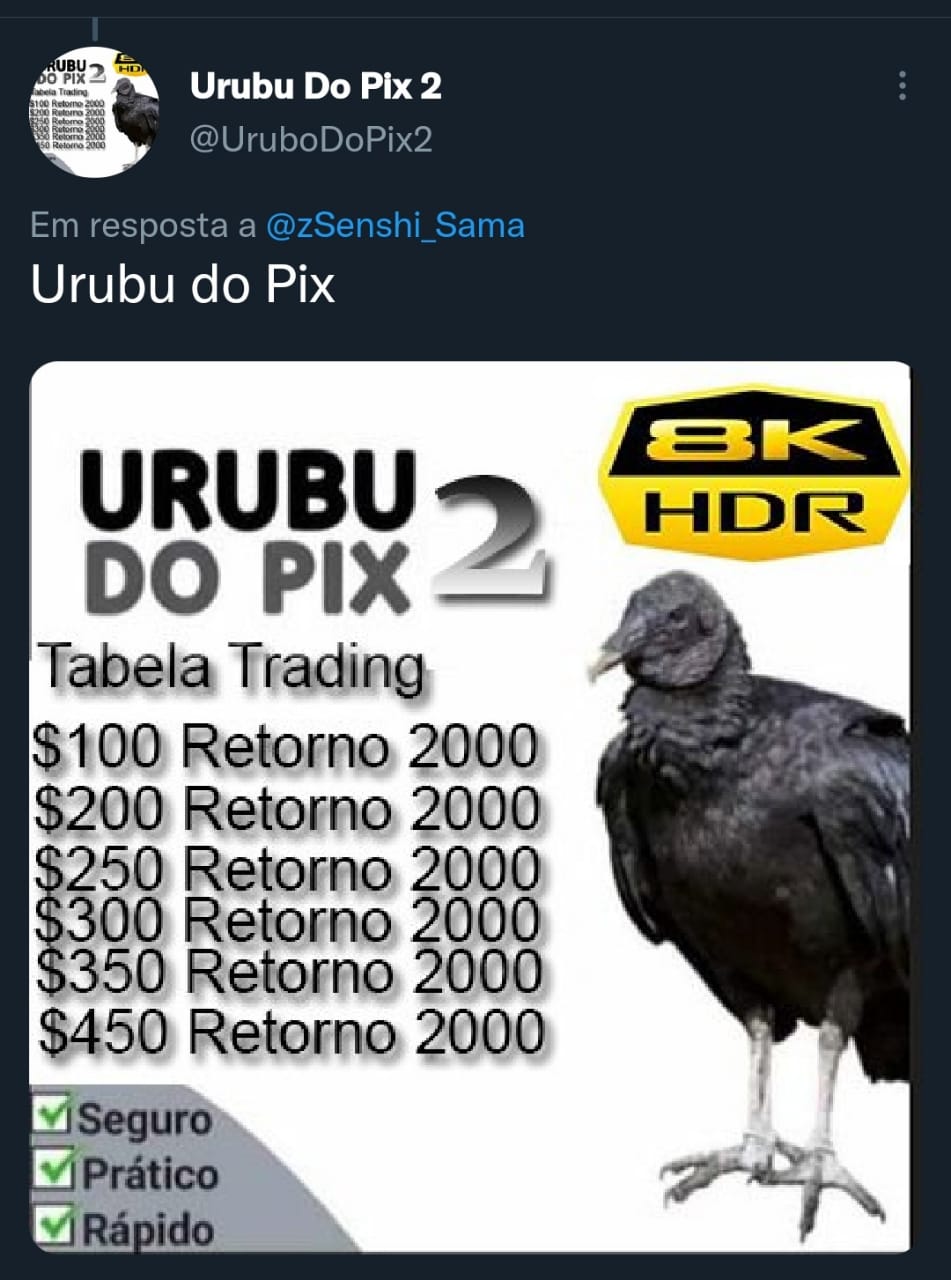 Urubu Do Pix 2
@UruboDoPix2
Em resposta a @zSenshi_Sama
Urubu do Pix
URUBU
DO PIX 2
8K
HDR
Tabela Trading
$100 Retorno 2000
$200 Retorno 2000
$250 Retorno 2000
$300 Retorno 2000
$350 Retorno 2000
$450 Retorno 2000
Seguro
Prático
Rápido